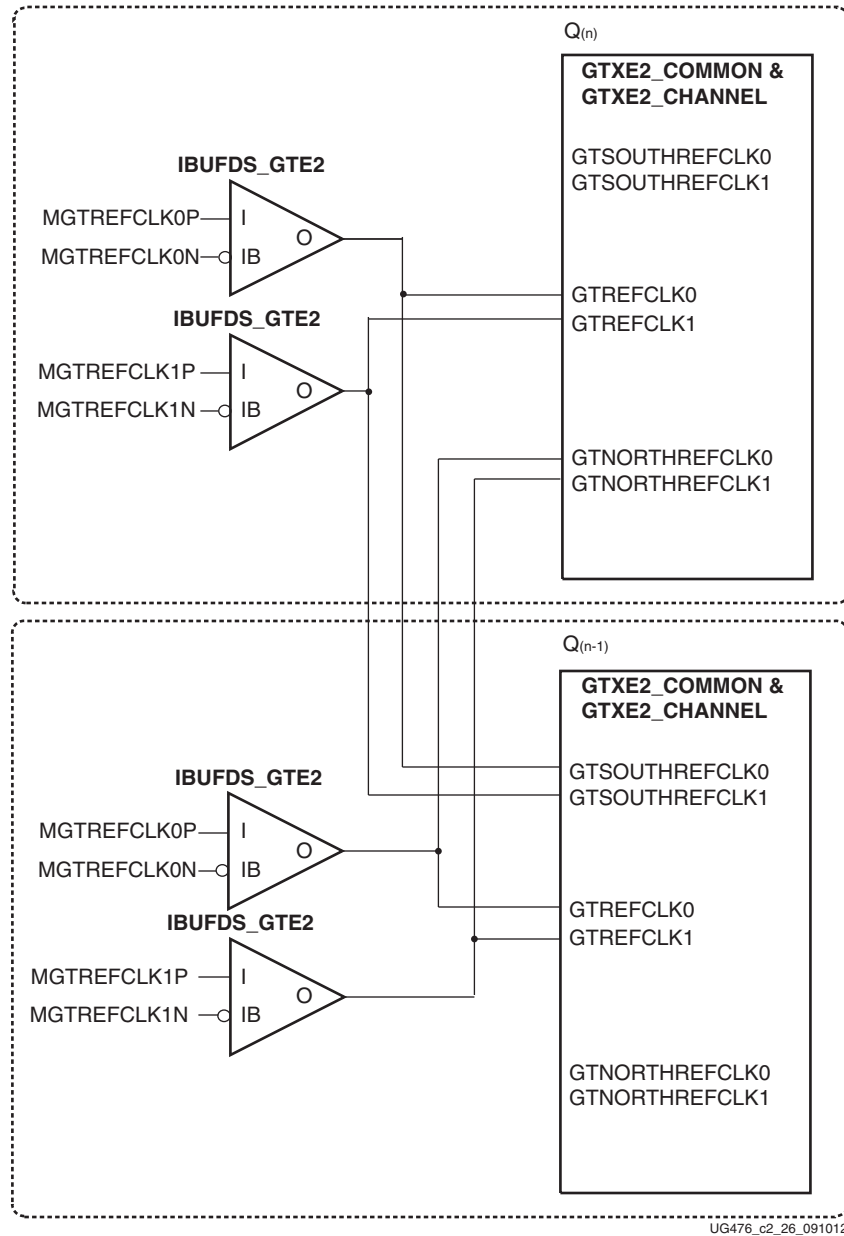 Q(n)
GTXE2_COMMON &
GTXE2_CHANNEL
GTSOUTHREFCLK0
GTSOUTHREFCLK1
IBUFDS_GTE2
MGTREFCLK0P
I
O
MGTREFCLK0N
IB
GTREFCLK0
GTREFCLK1
IBUFDS_GTE2
MGTREFCLK1P
I
O
MGTREFCLK1N
IB
GTNORTHREFCLK0
GTNORTHREFCLK1
Q(n-1)
GTXE2_COMMON &
GTXE2_CHANNEL
GTSOUTHREFCLK0
GTSOUTHREFCLK1
IBUFDS_GTE2
MGTREFCLK0P
I
O
MGTREFCLK0N
IB
GTREFCLK0
GTREFCLK1
IBUFDS_GTE2
MGTREFCLK1P
I
O
MGTREFCLK1N
IB
GTNORTHREFCLK0
GTNORTHREFCLK1
UG476_c2_26_091012